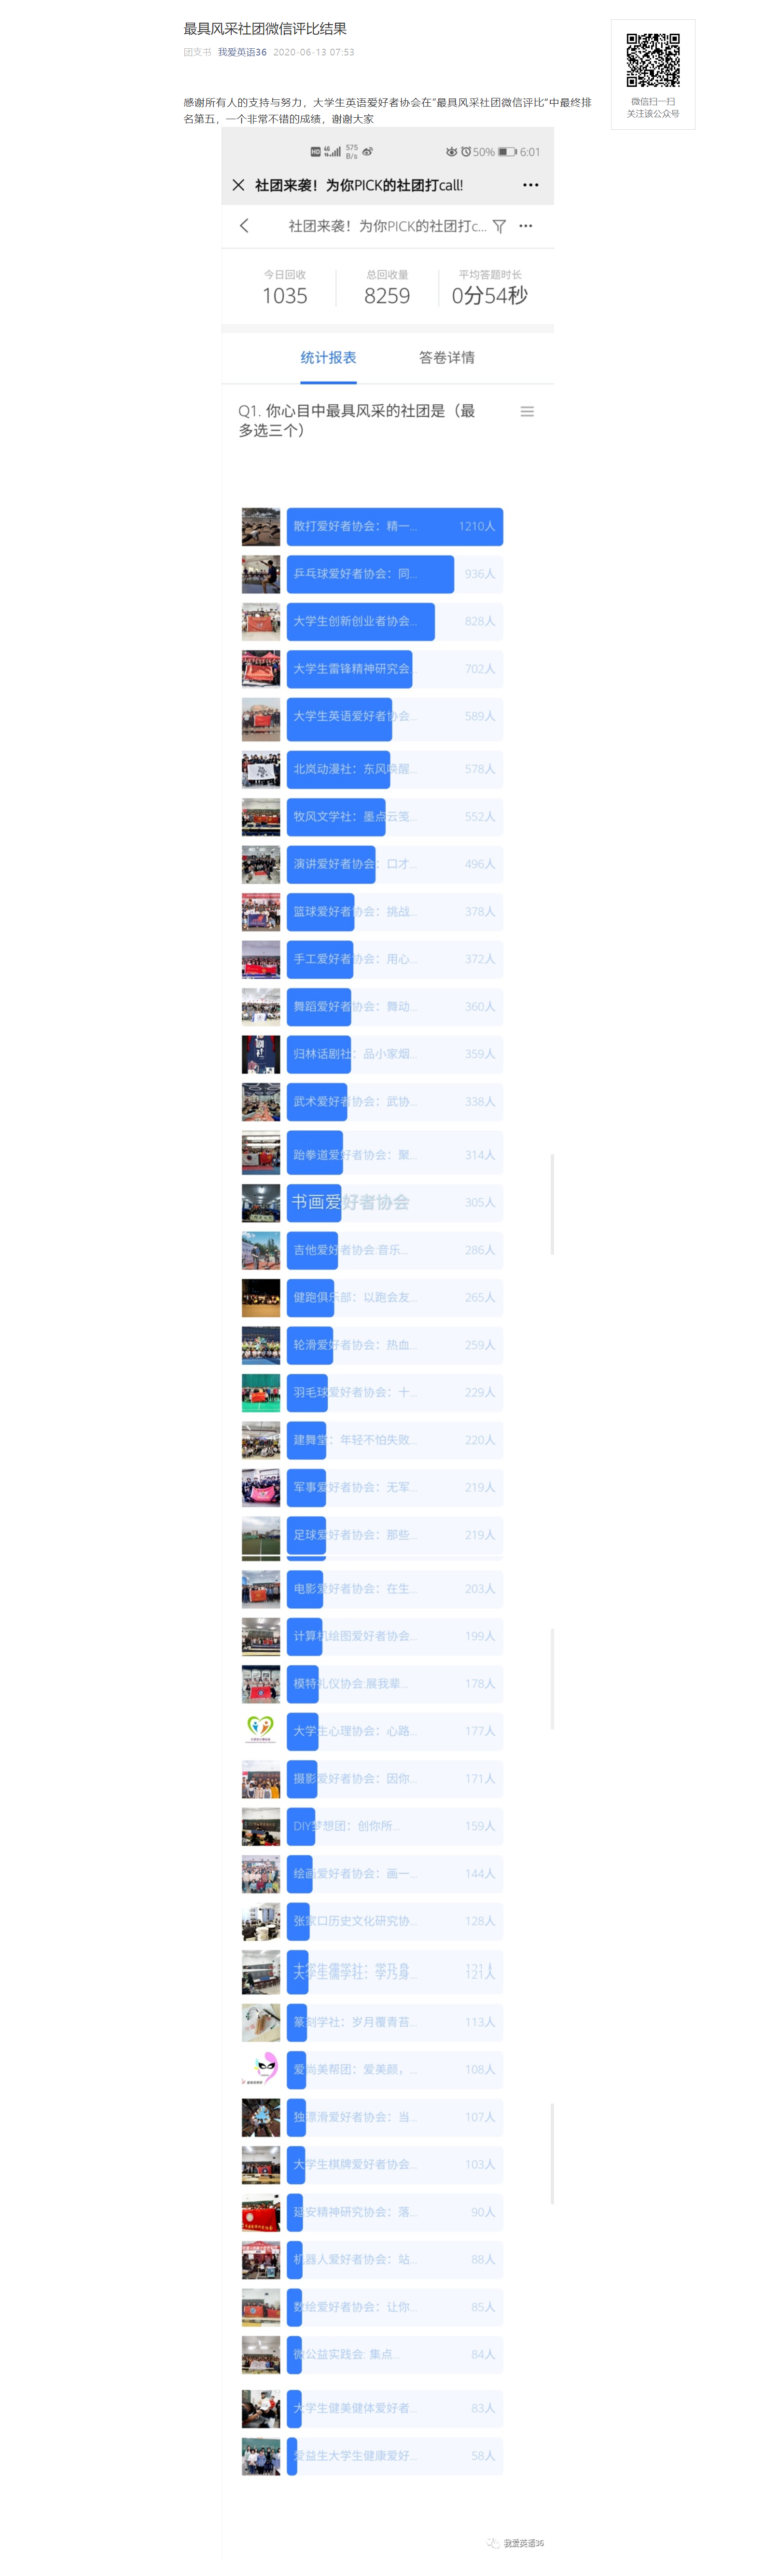 最具风采社团微信评比结果
团支书 我爱英语36 2020-06-13 07:53
微信扫一扫
关注该公众号
感谢所有人的支持与努力，大学生英语爱好者协会在“最具风采社团微信评比”中最终排
名第五，一个非常不错的成绩，谢谢大家
HD 4G 575 B/s 50% 6:01
社团来袭！为你PICK的社团打call!
社团来袭！为你PICK的社团打c...
今日回收 总回收量 平均答题时长
1035 8259 0分54秒
统计报表 答卷详情
Q1. 你心目中最具风采的社团是（最
多选三个）
散打爱好者协会：精一... 1210人
乒乓球爱好者协会：同... 936人
大学生创新创业者协会... 828人
大学生雷锋精神研究会... 702人
大学生英语爱好者协会... 589人
北岚动漫社：东风唤醒... 578人
牧风文学社：墨点云笺... 552人
演讲爱好者协会：口才... 496人
篮球爱好者协会：挑战... 378人
手工爱好者协会：用心... 372人
舞蹈爱好者协会：舞动... 360人
归林话剧社：品小家烟... 359人
武术爱好者协会：武协... 338人
跆拳道爱好者协会：聚... 314人
书画爱好者协会 305人
吉他爱好者协会:音乐... 286人
健跑俱乐部：以跑会友... 265人
轮滑爱好者协会：热血... 259人
羽毛球爱好者协会：十... 229人
建舞堂：年轻不怕失败... 220人
军事爱好者协会：无军... 219人
足球爱好者协会：那些... 219人
电影爱好者协会：在生... 203人
计算机绘图爱好者协会... 199人
模特礼仪协会:展我辈... 178人
大学生心理协会：心路... 177人
摄影爱好者协会：因你... 171人
DIY梦想团：创你所... 159人
绘画爱好者协会：画一... 144人
张家口历史文化研究协... 128人
大学生儒学社：学乃身... 121人
篆刻学社：岁月覆青苔... 113人
爱尚美帮团：爱美颜，... 108人
独漂滑爱好者协会：当... 107人
大学生棋牌爱好者协会... 103人
延安精神研究协会：落... 90人
机器人爱好者协会：站... 88人
数绘爱好者协会：让你... 85人
微公益实践会: 集点... 84人
大学生健美健体爱好者... 83人
爱益生大学生健康爱好... 58人
我爱英语36